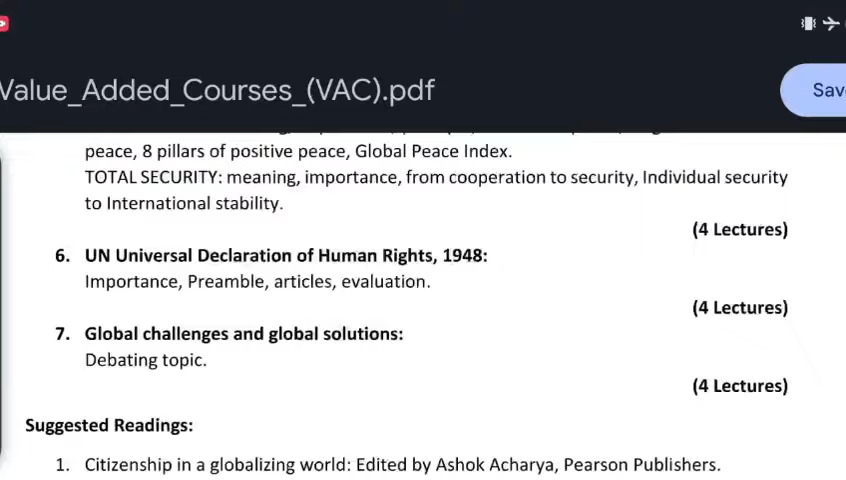 Value_Added_Courses_(VAC).pdf
Sav
peace, 8 pillars of positive peace, Global Peace Index.
TOTAL SECURITY: meaning, importance, from cooperation to security, Individual security
to International stability.
(4 Lectures)
6. UN Universal Declaration of Human Rights, 1948:
Importance, Preamble, articles, evaluation.
(4 Lectures)
7. Global challenges and global solutions:
Debating topic.
(4 Lectures)
Suggested Readings:
1. Citizenship in a globalizing world: Edited by Ashok Acharya, Pearson Publishers.